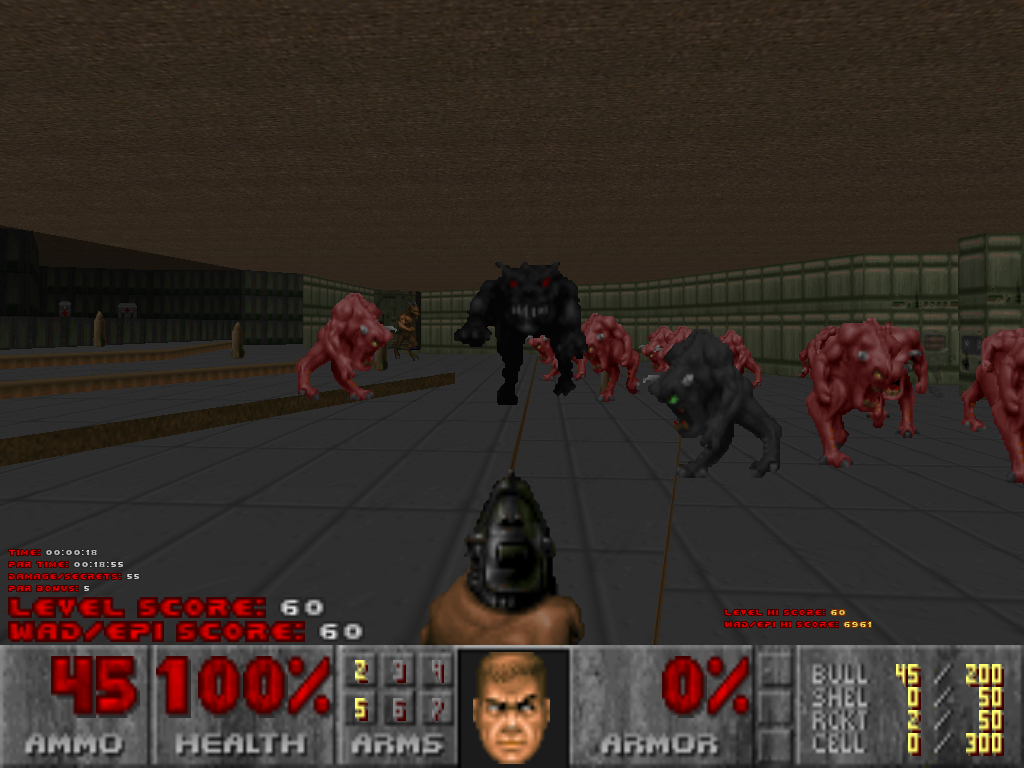 TIME: 00:00:18
PAR TIME: 00:18:55
DAMAGE/SECRETS: 55
PAR BONUS: 5
LEVEL SCORE: 60
WAD/EPI SCORE: 60
LEVEL HI SCORE: 60
WAD/EPI HI SCORE: 6961
45 100% 2 3 4 0% BULL 45 / 200
5 6 7 SHEL 0 / 50
RCKT 2 / 50
AMMO HEALTH ARMS ARMOR CELL 0 / 300